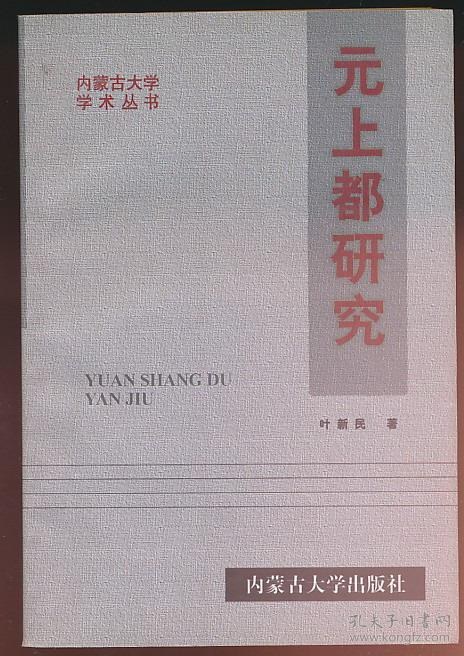 内蒙古大学
学术丛书
元上都研究
YUAN SHANG DU
YAN JIU
叶新民 著
内蒙古大学出版社
孔夫子旧书网
www.kongfz.com